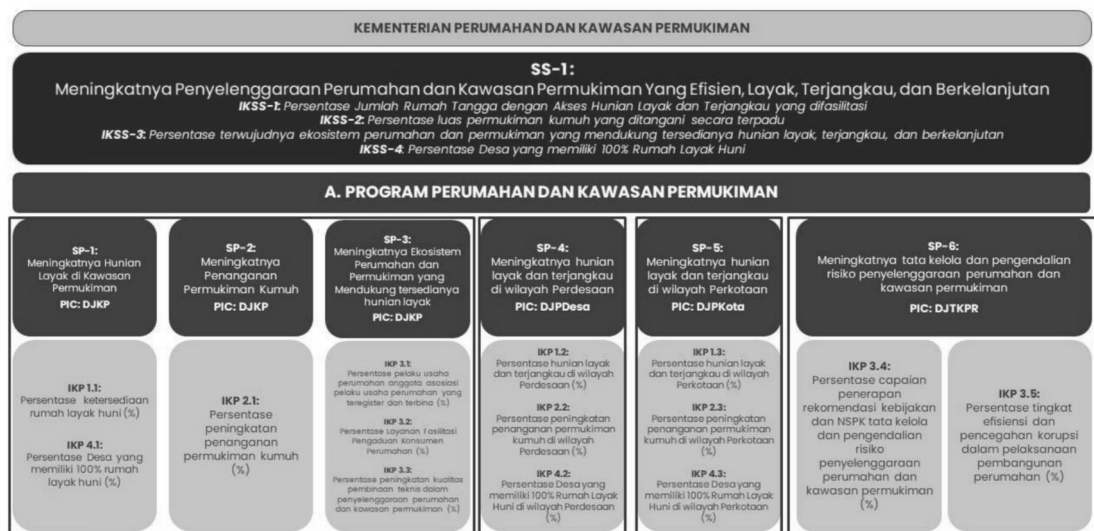 KEMENTERIAN PERUMAHAN DAN KAWASAN PERMUKIMAN
SS-1:
Meningkatnya Penyelenggaraan Perumahan dan Kawasan Permukiman Yang Efisien, Layak, Terjangkau, dan Berkelanjutan
IKSS-1: Persentase Jumlah Rumah Tangga dengan Akses Hunian Layak dan Terjangkau yang difasilitasi
IKSS-2: Persentase luas permukiman kumuh yang ditangani secara terpadu
IKSS-3: Persentase terwujudnya ekosistem perumahan dan permukiman yang mendukung tersedianya hunian layak, terjangkau, dan berkelanjutan
IKSS-4: Persentase Desa yang memiliki 100% Rumah Layak Huni
A. PROGRAM PERUMAHAN DAN KAWASAN PERMUKIMAN
SP-1:
Meningkatnya Hunian
Layak di Kawasan
Permukiman
PIC: DJKP
SP-2:
Meningkatnya
Penanganan
Permukiman Kumuh
PIC: DJKP
SP-3:
Meningkatnya Ekosistem
Perumahan dan
Permukiman yang
Mendukung tersedianya
hunian layak
PIC: DJKP
SP-4:
Meningkatnya hunian
layak dan terjangkau
di wilayah Perdesaan
PIC: DJPDesa
SP-5:
Meningkatnya hunian
layak dan terjangkau
di wilayah Perkotaan
PIC: DJPKota
SP-6:
Meningkatnya tata kelola dan pengendalian
risiko penyelenggaraan perumahan dan
kawasan permukiman
PIC: DJTKPR
IKP 1.1:
Persentase ketersediaan
rumah layak huni (%)
IKP 4.1:
Persentase Desa yang
memiliki 100% rumah
layak huni (%)
IKP 2.1:
Persentase
peningkatan
penanganan
permukiman kumuh
(%)
IKP 3.1:
Persentase pelaku usaha
perumahan anggota asosiasi
pelaku usaha perumahan yang
teregister dan terbina (%)
IKP 3.2:
Persentase Layanan Fasilitasi
Pengaduan Konsumen
Perumahan (%)
IKP 3.3:
Persentase peningkatan kualitas
pembinaan teknis dalam
penyelenggaraan perumahan
dan kawasan permukiman (%)
IKP 1.2:
Persentase hunian layak
dan terjangkau di wilayah
Perdesaan (%)
IKP 2.2:
Persentase peningkatan
penanganan permukiman
kumuh di wilayah
Perdesaan (%)
IKP 4.2:
Persentase Desa yang
memiliki 100% Rumah Layak
Huni di wilayah Perdesaan
(%)
IKP 1.3:
Persentase hunian layak
dan terjangkau di wilayah
Perkotaan (%)
IKP 2.3:
Persentase peningkatan
penanganan permukiman
kumuh di wilayah Perkotaan
(%)
IKP 4.3:
Persentase Desa yang
memiliki 100% Rumah Layak
Huni di wilayah Perkotaan
(%)
IKP 3.4:
Persentase capaian
penerapan
rekomendasi kebijakan
dan NSPK tata kelola
dan pengendalian
risiko
penyelenggaraan
perumahan dan
kawasan permukiman
(%)
IKP 3.5:
Persentase tingkat
efisiensi dan
pencegahan korupsi
dalam pelaksanaan
pembangunan
perumahan (%)